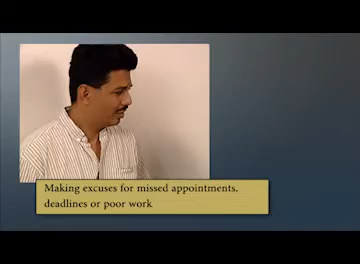 Making excuses for missed appointments.
deadlines or poor work